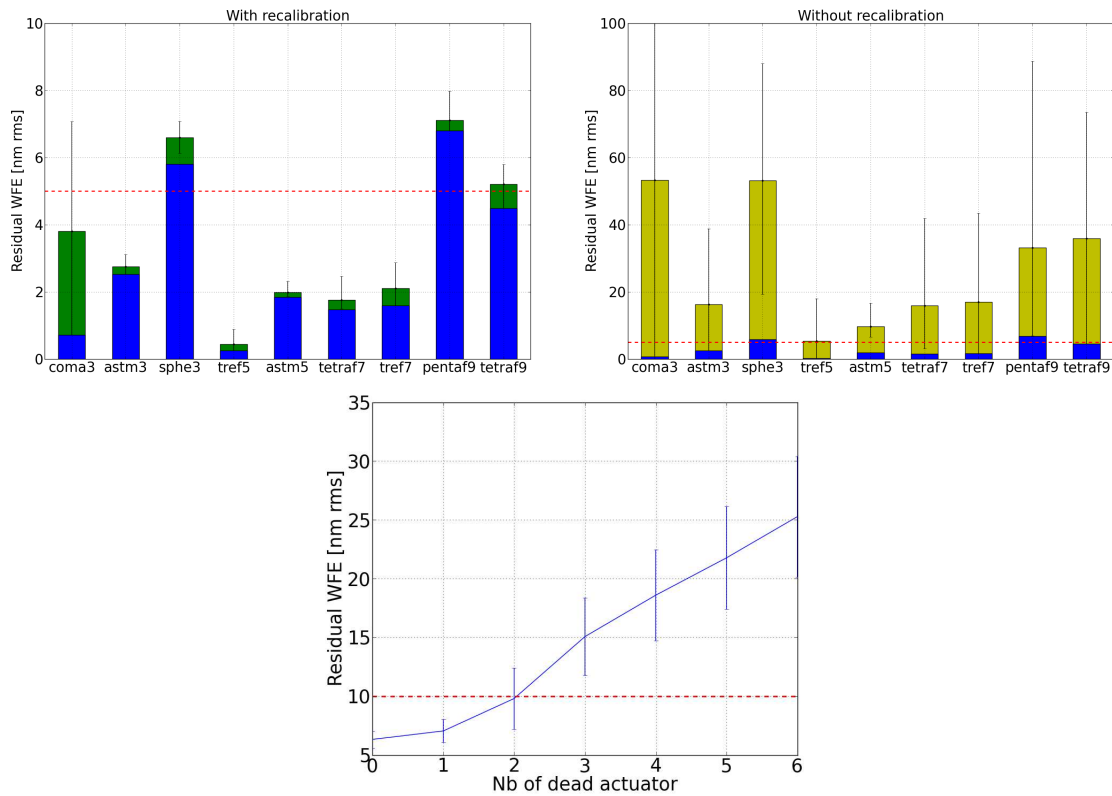 With recalibration
Residual WFE [nm rms]
10
8
6
4
2
0
coma3 astm3 sphe3 tref5 astm5 tetraf7 tref7 pentaf9 tetraf9
Without recalibration
Residual WFE [nm rms]
100
80
60
40
20
0
coma3 astm3 sphe3 tref5 astm5 tetraf7 tref7 pentaf9 tetraf9
Residual WFE [nm rms]
35
30
25
20
15
10
5
0 1 2 3 4 5 6
Nb of dead actuator